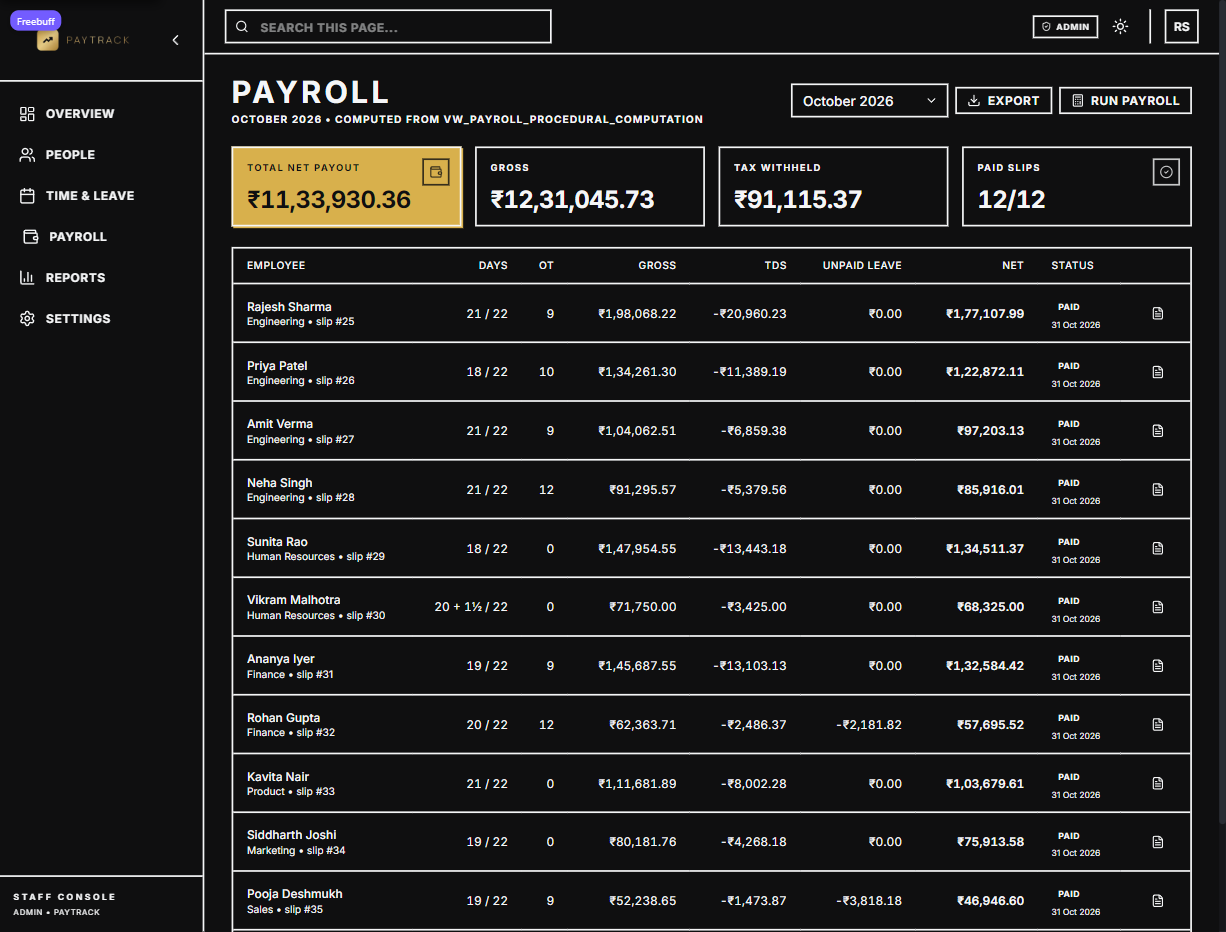 Freebuff
PAYTRACK
SEARCH THIS PAGE...
ADMIN
RS
OVERVIEW
PEOPLE
TIME & LEAVE
PAYROLL
REPORTS
SETTINGS
STAFF CONSOLE
ADMIN • PAYTRACK
PAYROLL
OCTOBER 2026 • COMPUTED FROM VW_PAYROLL_PROCEDURAL_COMPUTATION
October 2026
EXPORT
RUN PAYROLL
TOTAL NET PAYOUT
₹11,33,930.36
GROSS
₹12,31,045.73
TAX WITHHELD
₹91,115.37
PAID SLIPS
12/12
EMPLOYEE DAYS OT GROSS TDS UNPAID LEAVE NET STATUS
Rajesh Sharma
Engineering • slip #25
21 / 22 9 ₹1,98,068.22 -₹20,960.23 ₹0.00 ₹1,77,107.99 PAID
31 Oct 2026
Priya Patel
Engineering • slip #26
18 / 22 10 ₹1,34,261.30 -₹11,389.19 ₹0.00 ₹1,22,872.11 PAID
31 Oct 2026
Amit Verma
Engineering • slip #27
21 / 22 9 ₹1,04,062.51 -₹6,859.38 ₹0.00 ₹97,203.13 PAID
31 Oct 2026
Neha Singh
Engineering • slip #28
21 / 22 12 ₹91,295.57 -₹5,379.56 ₹0.00 ₹85,916.01 PAID
31 Oct 2026
Sunita Rao
Human Resources • slip #29
18 / 22 0 ₹1,47,954.55 -₹13,443.18 ₹0.00 ₹1,34,511.37 PAID
31 Oct 2026
Vikram Malhotra
Human Resources • slip #30
20 + 1½ / 22 0 ₹71,750.00 -₹3,425.00 ₹0.00 ₹68,325.00 PAID
31 Oct 2026
Ananya Iyer
Finance • slip #31
19 / 22 9 ₹1,45,687.55 -₹13,103.13 ₹0.00 ₹1,32,584.42 PAID
31 Oct 2026
Rohan Gupta
Finance • slip #32
20 / 22 12 ₹62,363.71 -₹2,486.37 -₹2,181.82 ₹57,695.52 PAID
31 Oct 2026
Kavita Nair
Product • slip #33
21 / 22 0 ₹1,11,681.89 -₹8,002.28 ₹0.00 ₹1,03,679.61 PAID
31 Oct 2026
Siddharth Joshi
Marketing • slip #34
19 / 22 0 ₹80,181.76 -₹4,268.18 ₹0.00 ₹75,913.58 PAID
31 Oct 2026
Pooja Deshmukh
Sales • slip #35
19 / 22 9 ₹52,238.65 -₹1,473.87 -₹3,818.18 ₹46,946.60 PAID
31 Oct 2026